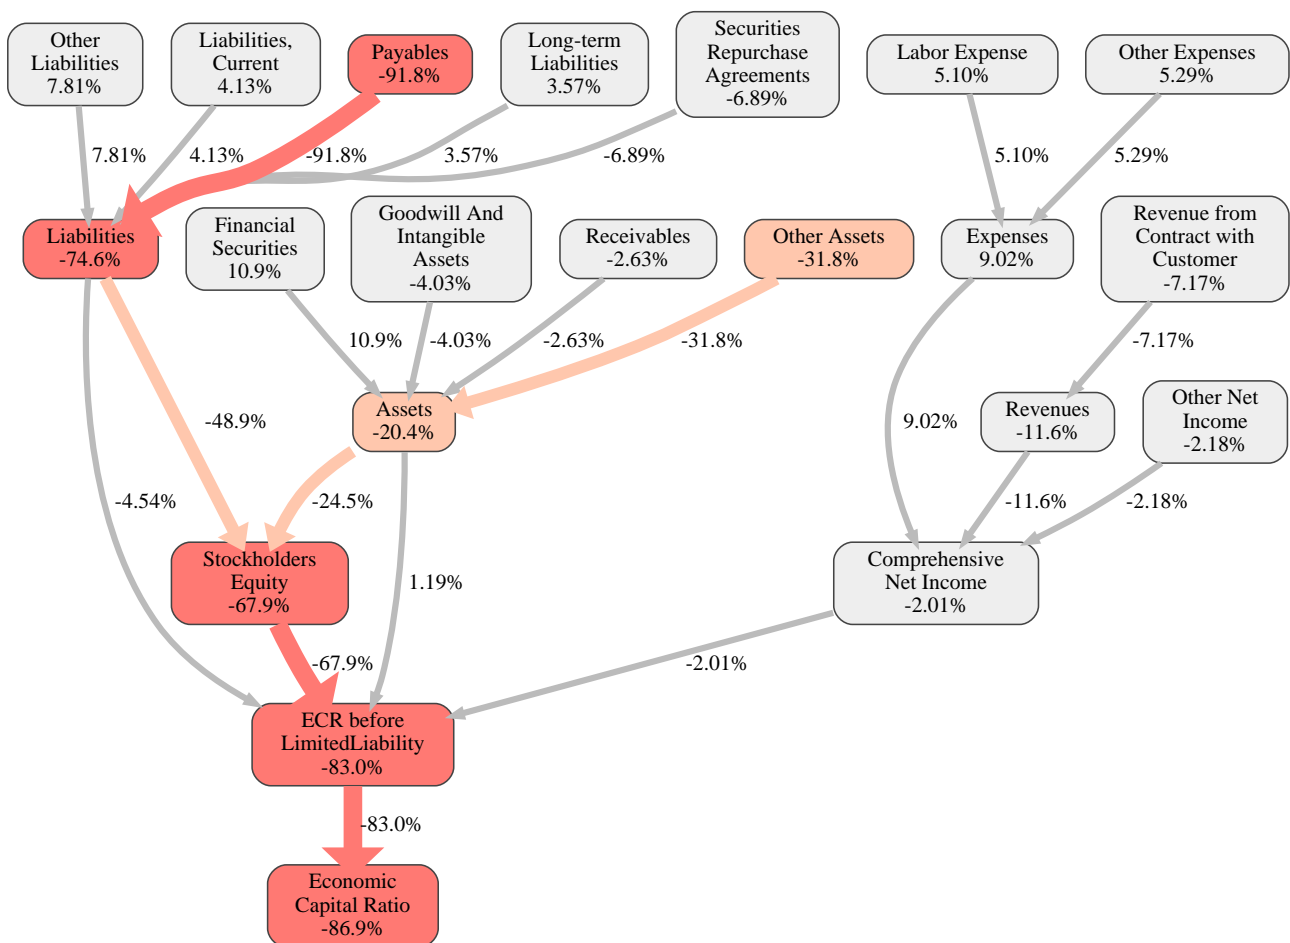 Other
Liabilities
7.81%
Liabilities,
Current
4.13%
Payables
-91.8%
Long-term
Liabilities
3.57%
Securities
Repurchase
Agreements
-6.89%
Labor Expense
5.10%
Other Expenses
5.29%
7.81%
4.13%
-91.8%
3.57%
-6.89%
5.10%
5.29%
Liabilities
-74.6%
Financial
Securities
10.9%
Goodwill And
Intangible
Assets
-4.03%
Receivables
-2.63%
Other Assets
-31.8%
Expenses
9.02%
Revenue from
Contract with
Customer
-7.17%
10.9%
-4.03%
-2.63%
-31.8%
-7.17%
-48.9%
Assets
-20.4%
9.02%
Revenues
-11.6%
Other Net
Income
-2.18%
-4.54%
-24.5%
-11.6%
-2.18%
Stockholders
Equity
-67.9%
1.19%
Comprehensive
Net Income
-2.01%
-67.9%
-2.01%
ECR before
LimitedLiability
-83.0%
-83.0%
Economic
Capital Ratio
-86.9%